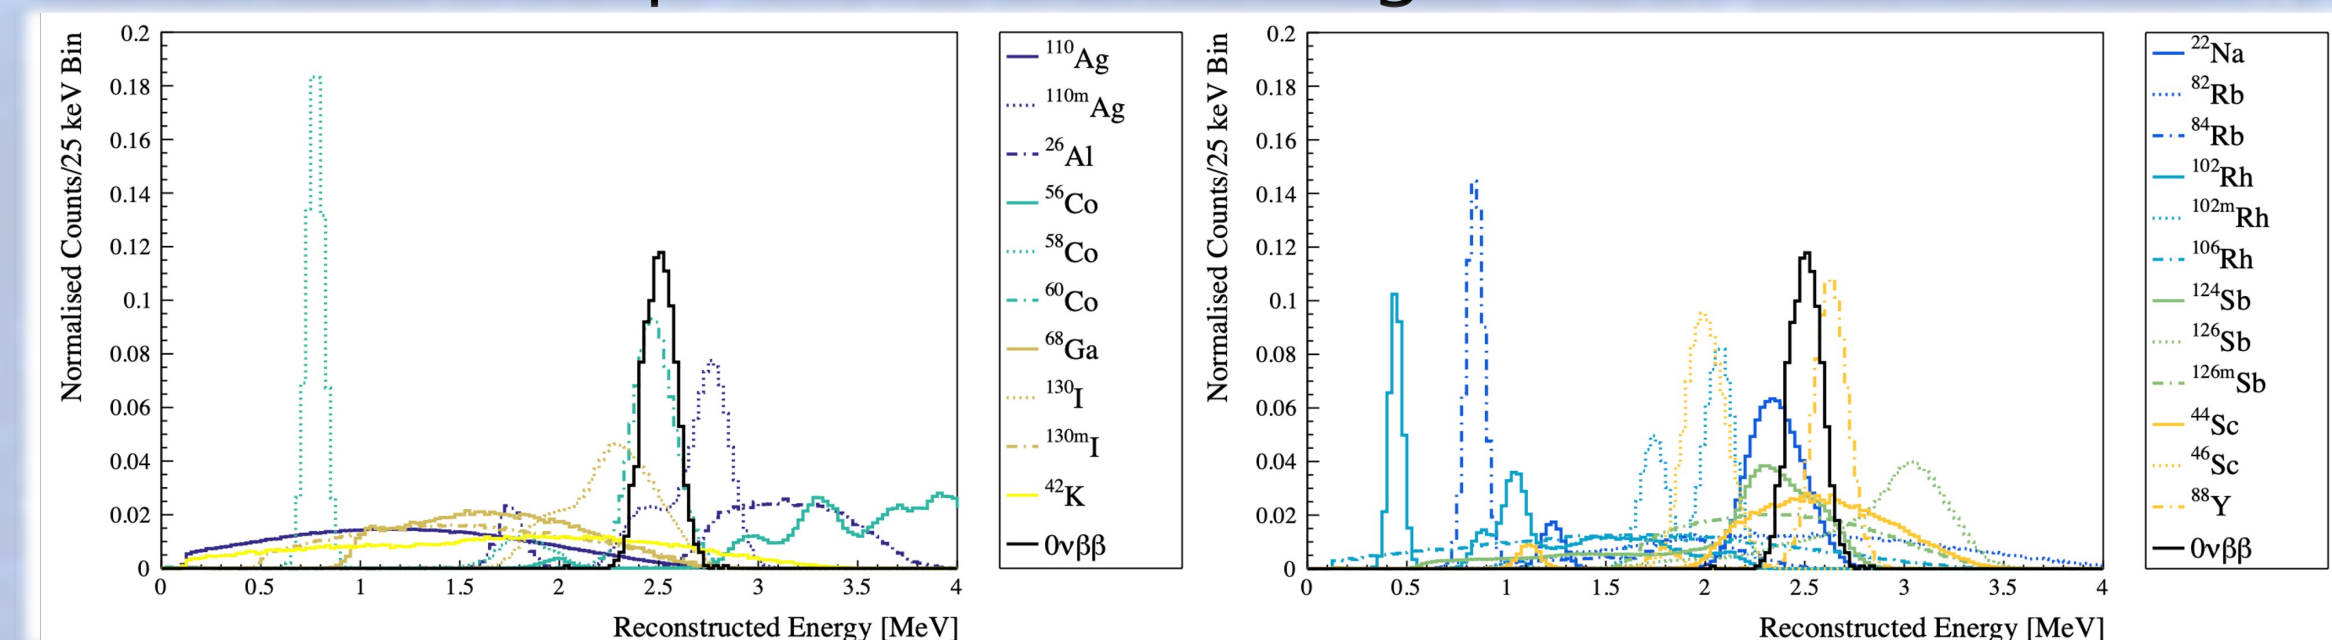 Normalised Counts/25 keV Bin
0.2
0.18
0.16
0.14
0.12
0.1
0.08
0.06
0.04
0.02
0
0 0.5 1 1.5 2 2.5 3 3.5 4
Reconstructed Energy [MeV]
¹¹⁰Ag
¹¹⁰ᵐAg
²⁶Al
⁵⁶Co
⁵⁸Co
⁶⁰Co
⁶⁸Ga
¹³⁰I
¹³⁰ᵐI
⁴²K
0νββ
Normalised Counts/25 keV Bin
0.2
0.18
0.16
0.14
0.12
0.1
0.08
0.06
0.04
0.02
0
0 0.5 1 1.5 2 2.5 3 3.5 4
Reconstructed Energy [MeV]
²²Na
⁸²Rb
⁸⁴Rb
¹⁰²Rh
¹⁰²ᵐRh
¹⁰⁶Rh
¹²⁴Sb
¹²⁶Sb
¹²⁶ᵐSb
⁴⁴Sc
⁴⁶Sc
⁸⁸Y
0νββ